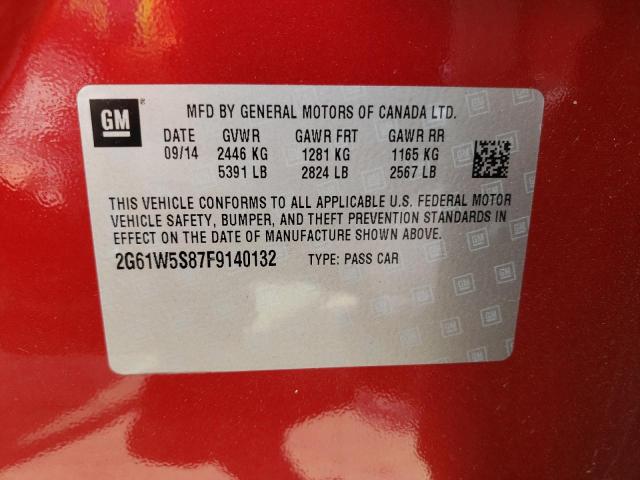 GM ® MFD BY GENERAL MOTORS OF CANADA LTD.
DATE GVWR GAWR FRT GAWR RR
09/14 2446 KG 1281 KG 1165 KG
5391 LB 2824 LB 2567 LB
THIS VEHICLE CONFORMS TO ALL APPLICABLE U.S. FEDERAL MOTOR
VEHICLE SAFETY, BUMPER, AND THEFT PREVENTION STANDARDS IN
EFFECT ON THE DATE OF MANUFACTURE SHOWN ABOVE.
2G61W5S87F9140132 TYPE: PASS CAR